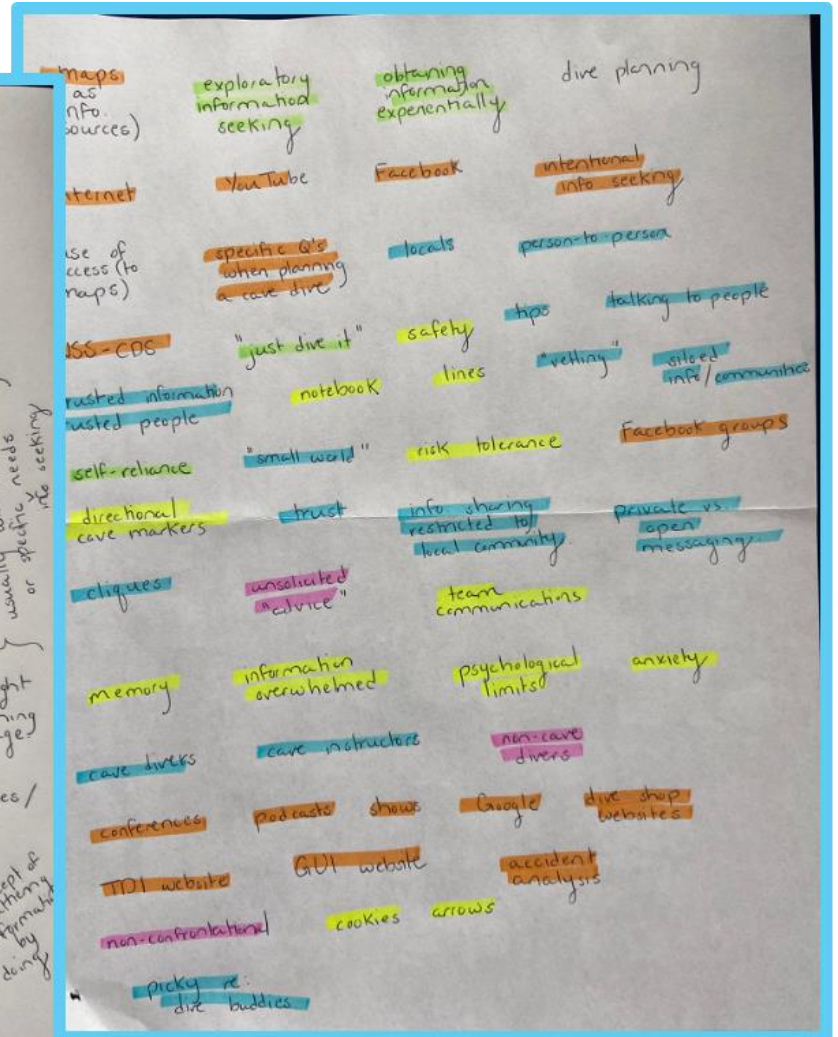 maps
as
info.
sources)
exploratory
information
seeking
obtaining
information
experientially
dive planning
internet
YouTube
Facebook
intentional
info seeking
specific Q's
when planning
a cave dive
locals
person-to-person
maps)
tips
talking to people
NSS-CDS
"just dive it"
safety
lines
"vetting"
siloed
info/communities
trusted information
trusted people
notebook
self-reliance
"small world"
risk tolerance
Facebook groups
directional
cave markers
trust
info sharing
restricted to
local community
private vs.
open
messaging
cliques
unsolicited
"advice"
team
communications
memory
information
overwhelmed
psychological
limits
anxiety
cave divers
cave instructors
non-cave
divers
conferences
podcasts shows
Google
dive shop
websites
TDI website
GUI website
accident
analysis
non-confrontational
cookies arrows
picky re:
dive buddies
or specific needs
info seeking
doing
by